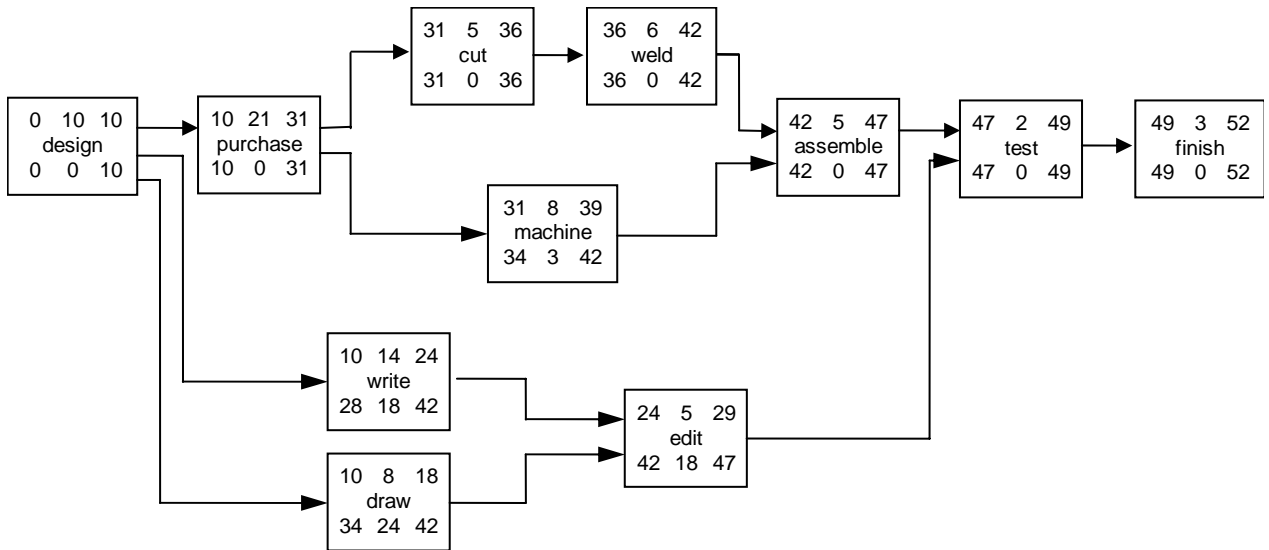 31 5 36
cut
31 0 36
36 6 42
weld
36 0 42
0 10 10
design
0 0 10
10 21 31
purchase
10 0 31
42 5 47
assemble
42 0 47
47 2 49
test
47 0 49
49 3 52
finish
49 0 52
31 8 39
machine
34 3 42
10 14 24
write
28 18 42
24 5 29
edit
42 18 47
10 8 18
draw
34 24 42